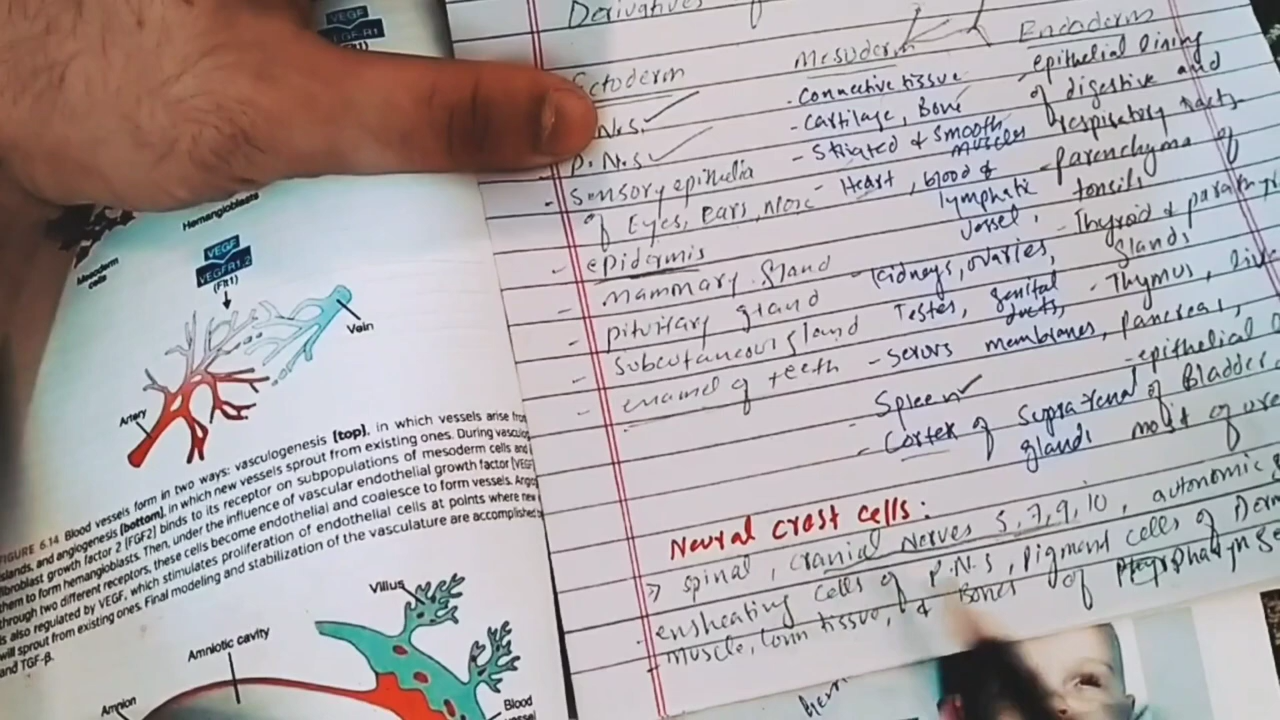 VEGF
VEGFR1
Hemangioblasts
Mesoderm
cells
VEGF
VEGFR1,2
(Flt1)
Vein
Artery
FIGURE 6.14 Blood vessels form in two ways: vasculogenesis (top), in which vessels arise from
islands, and angiogenesis (bottom), in which new vessels sprout from existing ones. During vasculog
fibroblast growth factor 2 (FGF2) binds to its receptor on subpopulations of mesoderm cells and i
them to form hemangioblasts. Then, under the influence of vascular endothelial growth factor (VEGF
through two different receptors, these cells become endothelial and coalesce to form vessels. Angio
is also regulated by VEGF, which stimulates proliferation of endothelial cells at points where new
will sprout from existing ones. Final modeling and stabilization of the vasculature are accomplished
and TGF-β.
Villus
Amniotic cavity
Amnion
Blood
vessel
Derivatives of
Ectoderm
N.S.
P.N.S
- sensory epithelia
of Eyes, ears, nose
- epidermis
- mammary gland
- pituitary gland
- subcutaneous gland
- enamel of teeth
Mesoderm
- Connective tissue
- Cartilage, Bone
- Striated & Smooth
muscles
- Heart, blood &
lymphatic
vessel
- Kidneys, ovaries,
Testes, genital
ducts,
- Serous membranes,
- Spleen
- Cortex of Suprarenal
glands
Endoderm
- epithelial lining
of digestive and
respiratory tracts
- parenchyma of
tonsils
- Thyroid & parathyr
glands
- Thymus, live
pancreas,
- epithelial
of Bladder
most of
Neural crest cells:
> spinal, cranial Nerves 5, 7, 9, 10, autonomic
- ensheating cells of P.N.S, pigment cells of Derm
- muscle, conn tissue, & Bones of